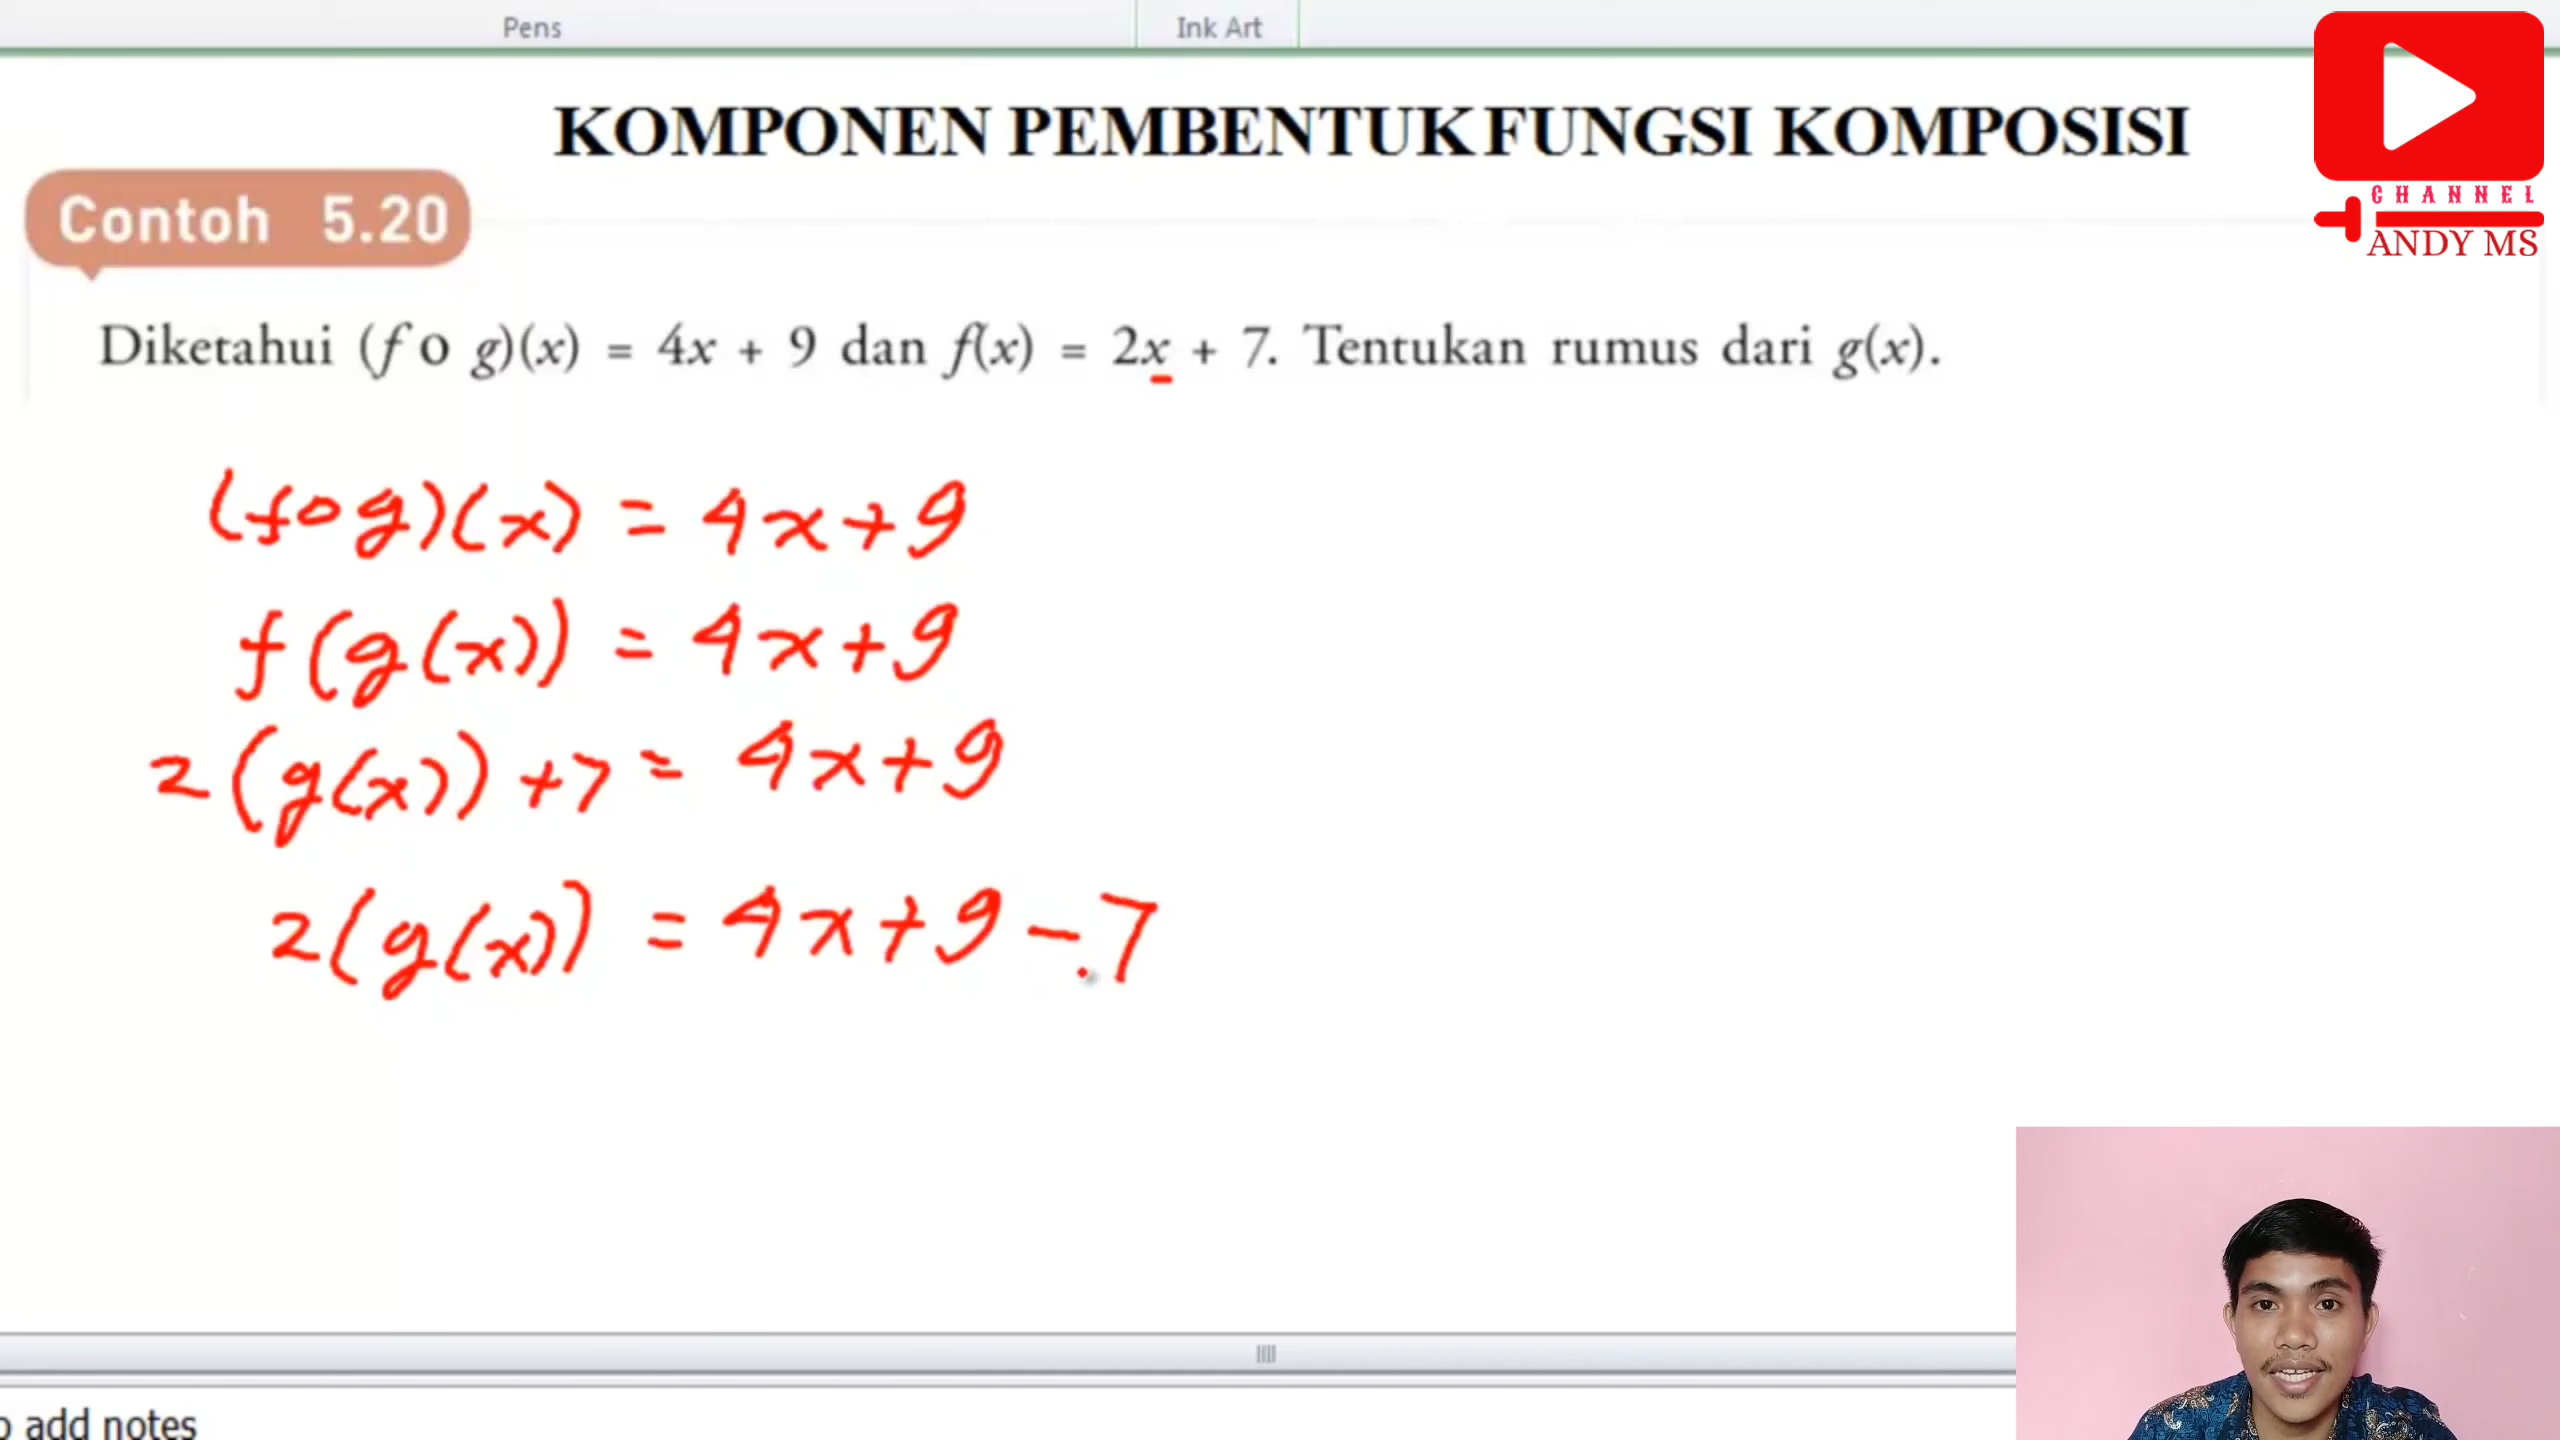 Pens
Ink Art
KOMPONEN PEMBENTUK FUNGSI KOMPOSISI
CHANNEL
ANDY MS
Contoh 5.20
Diketahui (f o g)(x) = 4x + 9 dan f(x) = 2x + 7. Tentukan rumus dari g(x).
(fog)(x) = 4x+9
f(g(x)) = 4x+9
2(g(x))+7 = 4x+9
2(g(x)) = 4x+9-7
add notes